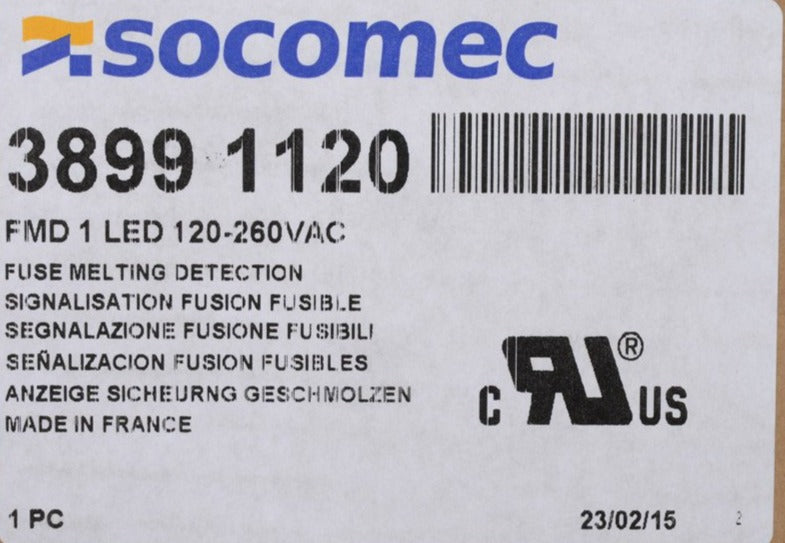 socomec
3899 1120
FMD 1 LED 120-260VAC
FUSE MELTING DETECTION
SIGNALISATION FUSION FUSIBLE
SEGNALAZIONE FUSIONE FUSIBILI
SEÑALIZACION FUSION FUSIBLES
ANZEIGE SICHEURNG GESCHMOLZEN
MADE IN FRANCE
C RU ® US
1 PC 23/02/15 2